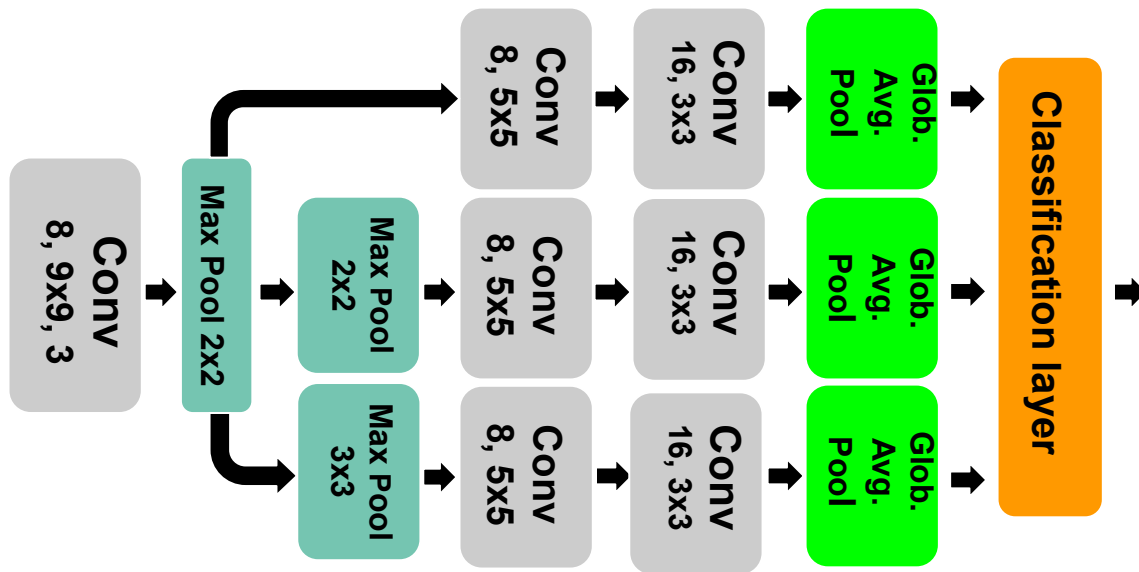 Conv
8, 9x9, 3
Max Pool 2x2
Conv
8, 5x5
Conv
16, 3x3
Glob.
Avg.
Pool
Max Pool
2x2
Conv
8, 5x5
Conv
16, 3x3
Glob.
Avg.
Pool
Max Pool
3x3
Conv
8, 5x5
Conv
16, 3x3
Glob.
Avg.
Pool
Classification layer